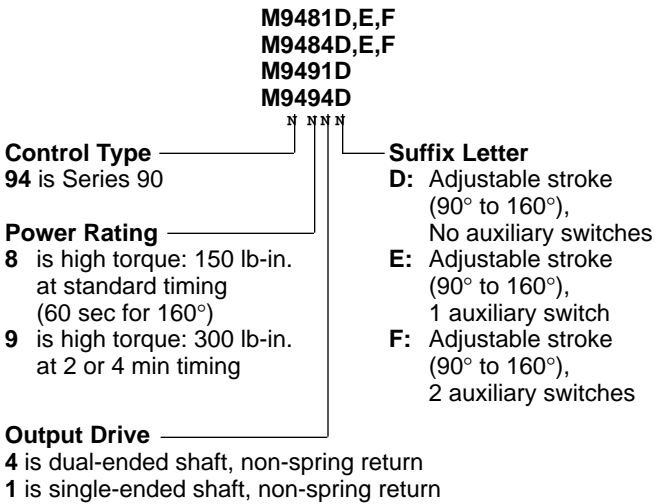 M9481D,E,F
M9484D,E,F
M9491D
M9494D
N N N N
Control Type
94 is Series 90
Power Rating
8 is high torque: 150 lb-in.
at standard timing
(60 sec for 160°)
9 is high torque: 300 lb-in.
at 2 or 4 min timing
Output Drive
4 is dual-ended shaft, non-spring return
1 is single-ended shaft, non-spring return
Suffix Letter
D: Adjustable stroke
(90° to 160°),
No auxiliary switches
E: Adjustable stroke
(90° to 160°),
1 auxiliary switch
F: Adjustable stroke
(90° to 160°),
2 auxiliary switches